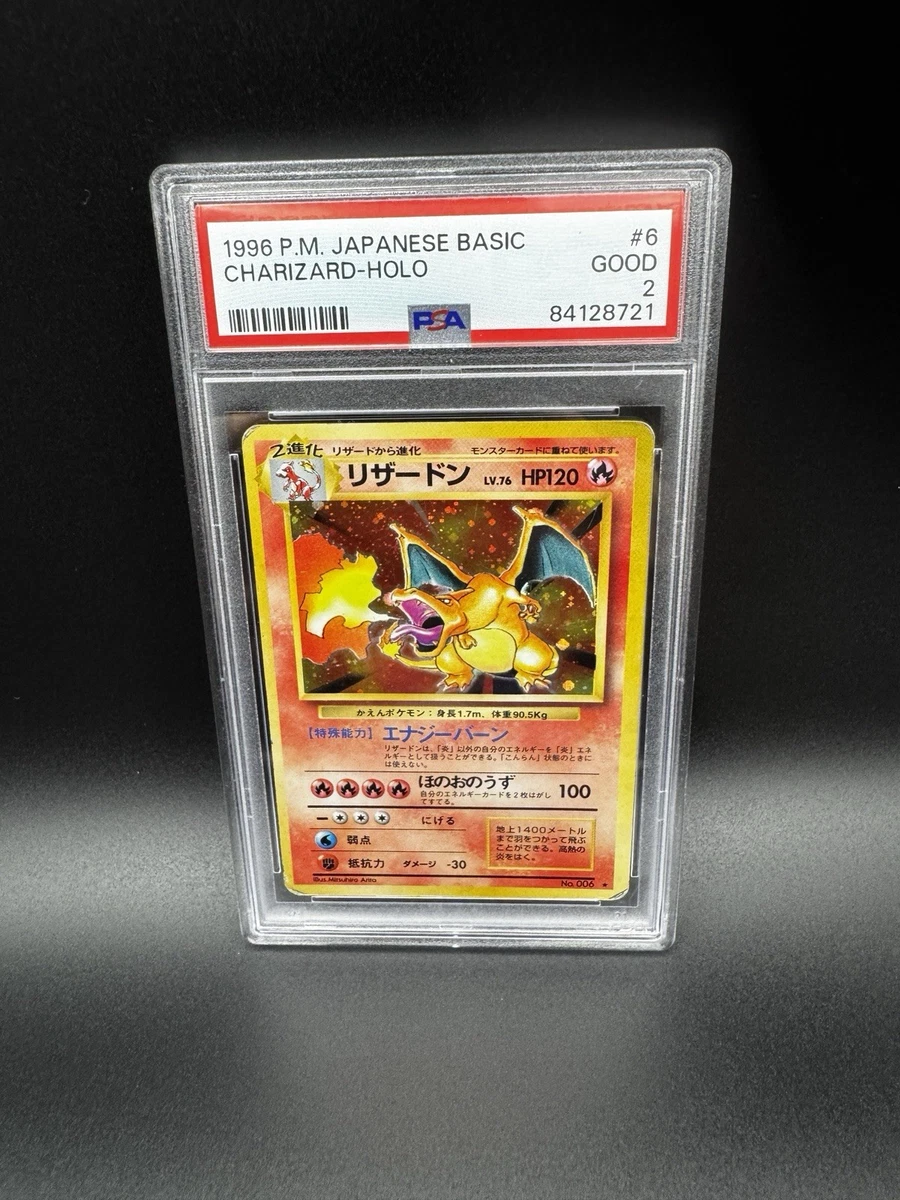 1996 P.M. JAPANESE BASIC
#6
CHARIZARD-HOLO
GOOD
2
PSA
84128721
2進化
リザードから進化
モンスターカードに重ねて使います。
リザードン LV.76 HP120
かえんポケモン：身長1.7m、体重90.5Kg
【特殊能力】エナジーバーン
リザードンは、「炎」以外の自分のエネルギーを「炎」エネ
ルギーとして扱うことができる。「こんらん」状態のときに
は使えない。
ほのおのうず
100
自分のエネルギーカードを2枚はがし
てすてる。
にげる
弱点
抵抗力 ダメージ -30
地上1400メートル
まで羽をつかって飛ぶ
ことができる。高熱の
炎をはく。
Illus. Mitsuhiro Arita
No. 006 ★